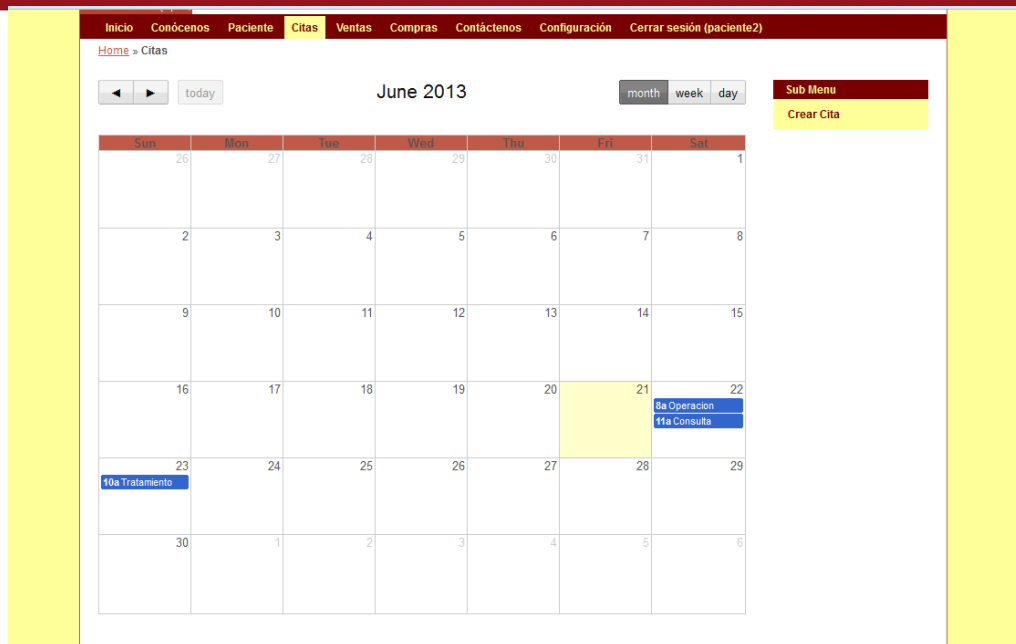 Inicio Conócenos Paciente Citas Ventas Compras Contáctenos Configuración Cerrar sesión (paciente2)
Home » Citas
today June 2013 month week day
Sub Menu
Crear Cita
Sun Mon Tue Wed Thu Fri Sat
26 27 28 29 30 31 1
2 3 4 5 6 7 8
9 10 11 12 13 14 15
16 17 18 19 20 21 22
8a Operacion
11a Consulta
23 24 25 26 27 28 29
10a Tratamiento
30 1 2 3 4 5 6